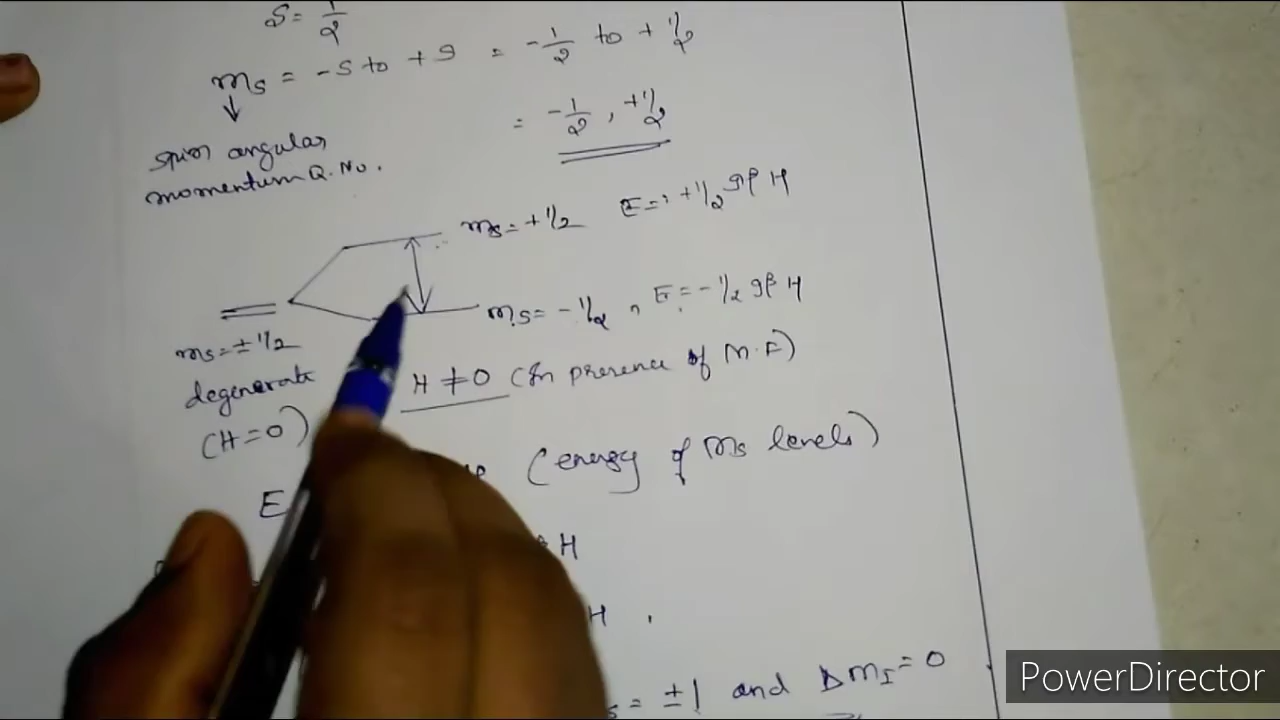 S = 1/2
ms = -s to + s = -1/2 to + 1/2
= -1/2, +1/2
spin angular
momentum Q. No.
ms = + 1/2 E = + 1/2 gβ H
ms = - 1/2, E = - 1/2 gβ H
ms = ± 1/2
degenerate
(H = 0)
H ≠ 0 (In presence of M.F)
E (energy of Ms levels)
H
H .
s = ±1 and ΔmI = 0
PowerDirector